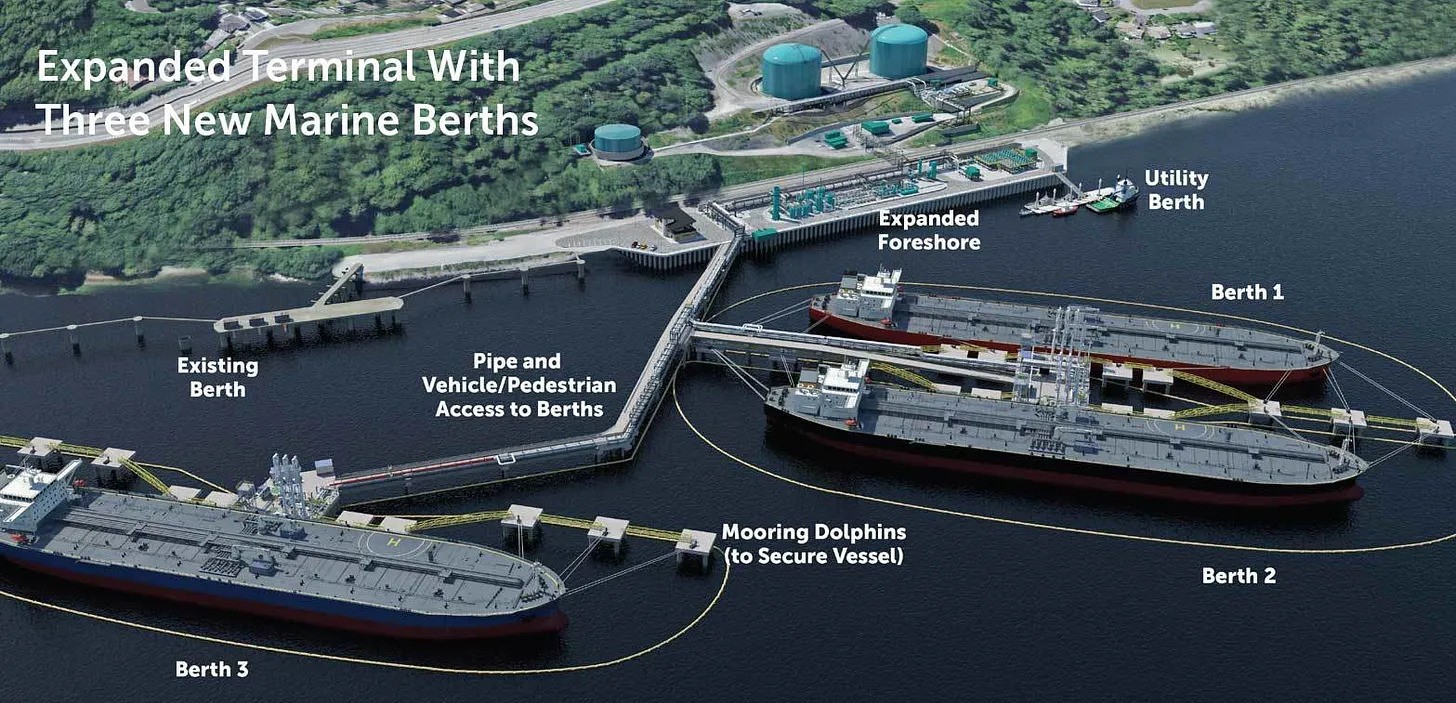 Expanded Terminal With
Three New Marine Berths
Utility
Berth
Expanded
Foreshore
Berth 1
Existing
Berth
Pipe and
Vehicle/Pedestrian
Access to Berths
Mooring Dolphins
(to Secure Vessel)
Berth 2
Berth 3
H
H
H